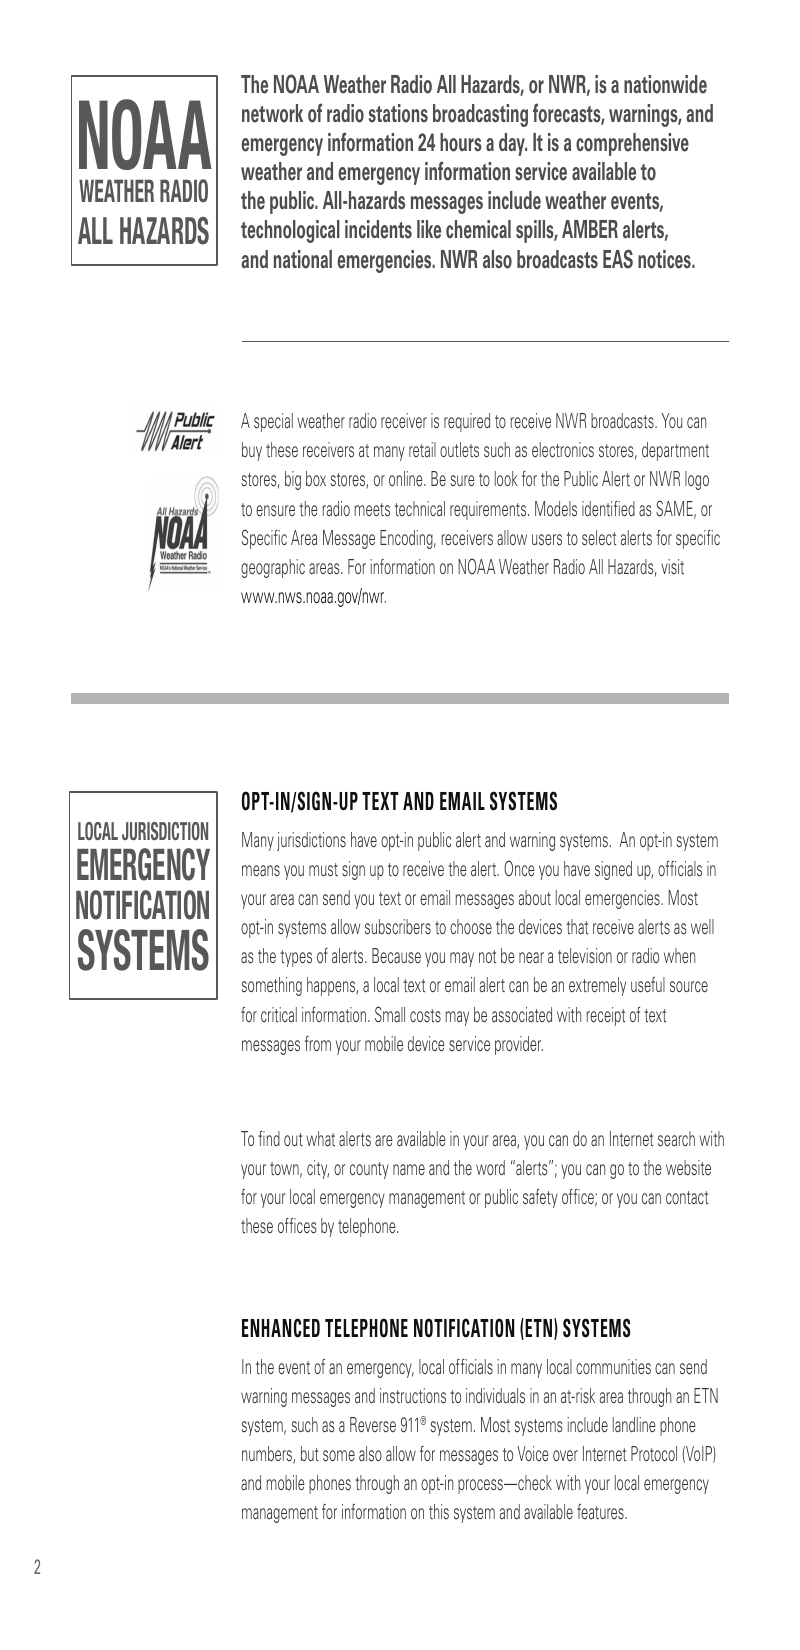 NOAA
WEATHER RADIO
ALL HAZARDS
The NOAA Weather Radio All Hazards, or NWR, is a nationwide
network of radio stations broadcasting forecasts, warnings, and
emergency information 24 hours a day. It is a comprehensive
weather and emergency information service available to
the public. All-hazards messages include weather events,
technological incidents like chemical spills, AMBER alerts,
and national emergencies. NWR also broadcasts EAS notices.
Public
Alert
All Hazards
NOAA
Weather Radio
NOAA's National Weather Service
A special weather radio receiver is required to receive NWR broadcasts. You can
buy these receivers at many retail outlets such as electronics stores, department
stores, big box stores, or online. Be sure to look for the Public Alert or NWR logo
to ensure the radio meets technical requirements. Models identified as SAME, or
Specific Area Message Encoding, receivers allow users to select alerts for specific
geographic areas. For information on NOAA Weather Radio All Hazards, visit
www.nws.noaa.gov/nwr.
LOCAL JURISDICTION
EMERGENCY
NOTIFICATION
SYSTEMS
OPT-IN/SIGN-UP TEXT AND EMAIL SYSTEMS
Many jurisdictions have opt-in public alert and warning systems.  An opt-in system
means you must sign up to receive the alert. Once you have signed up, officials in
your area can send you text or email messages about local emergencies. Most
opt-in systems allow subscribers to choose the devices that receive alerts as well
as the types of alerts. Because you may not be near a television or radio when
something happens, a local text or email alert can be an extremely useful source
for critical information. Small costs may be associated with receipt of text
messages from your mobile device service provider.
To find out what alerts are available in your area, you can do an Internet search with
your town, city, or county name and the word “alerts”; you can go to the website
for your local emergency management or public safety office; or you can contact
these offices by telephone.
ENHANCED TELEPHONE NOTIFICATION (ETN) SYSTEMS
In the event of an emergency, local officials in many local communities can send
warning messages and instructions to individuals in an at-risk area through an ETN
system, such as a Reverse 911® system. Most systems include landline phone
numbers, but some also allow for messages to Voice over Internet Protocol (VoIP)
and mobile phones through an opt-in process—check with your local emergency
management for information on this system and available features.
2